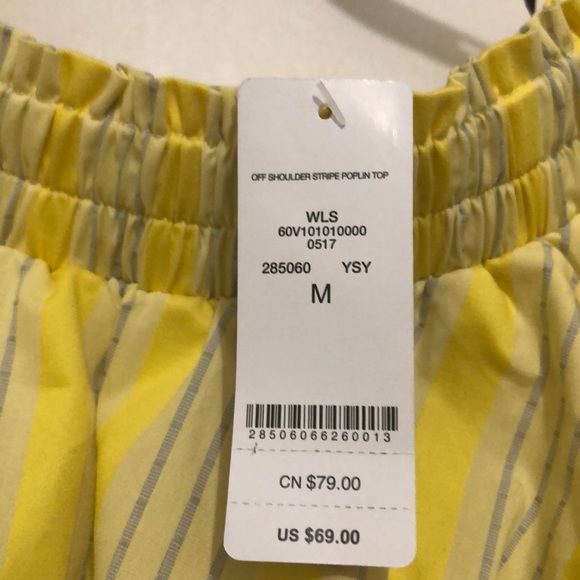 OFF SHOULDER STRIPE POPLIN TOP
WLS
60V101010000
0517
285060 YSY
M
28506066260013
CN $79.00
US $69.00